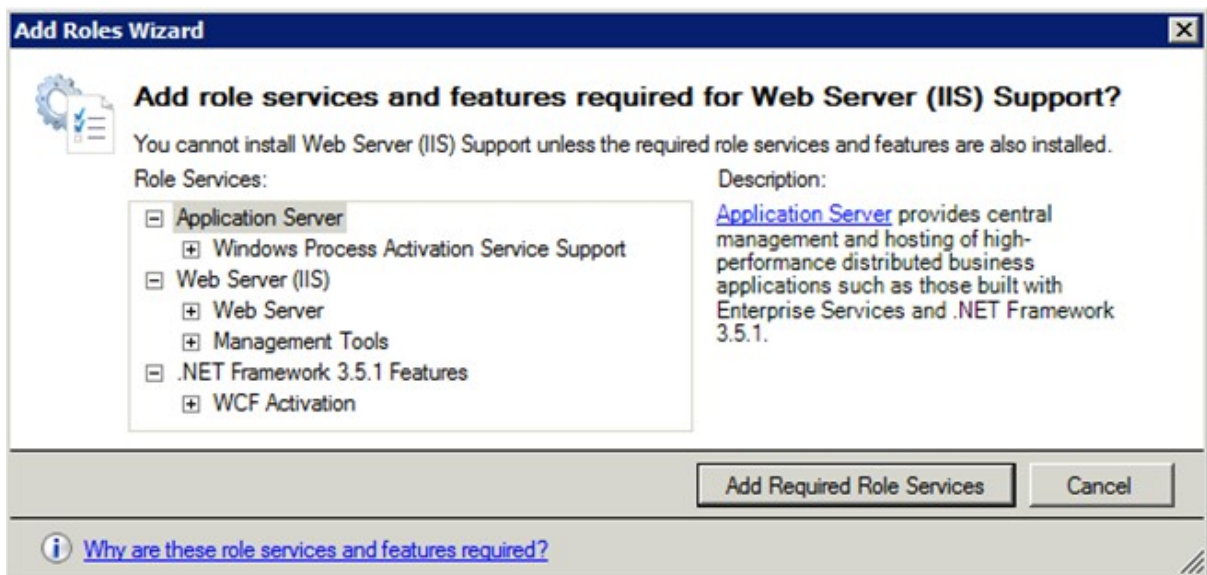 Add Roles Wizard
Add role services and features required for Web Server (IIS) Support?
You cannot install Web Server (IIS) Support unless the required role services and features are also installed.
Role Services:
Application Server
Windows Process Activation Service Support
Web Server (IIS)
Web Server
Management Tools
.NET Framework 3.5.1 Features
WCF Activation
Description:
Application Server provides central
management and hosting of high-
performance distributed business
applications such as those built with
Enterprise Services and .NET Framework
3.5.1.
Add Required Role Services
Cancel
Why are these role services and features required?